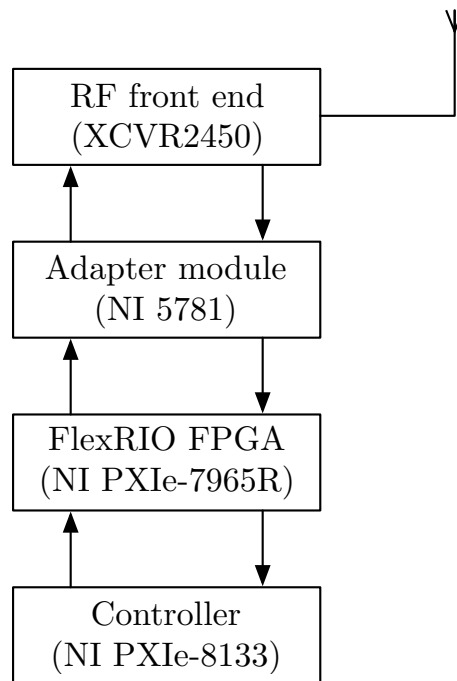 RF front end
(XCVR2450)
Adapter module
(NI 5781)
FlexRIO FPGA
(NI PXIe-7965R)
Controller
(NI PXIe-8133)